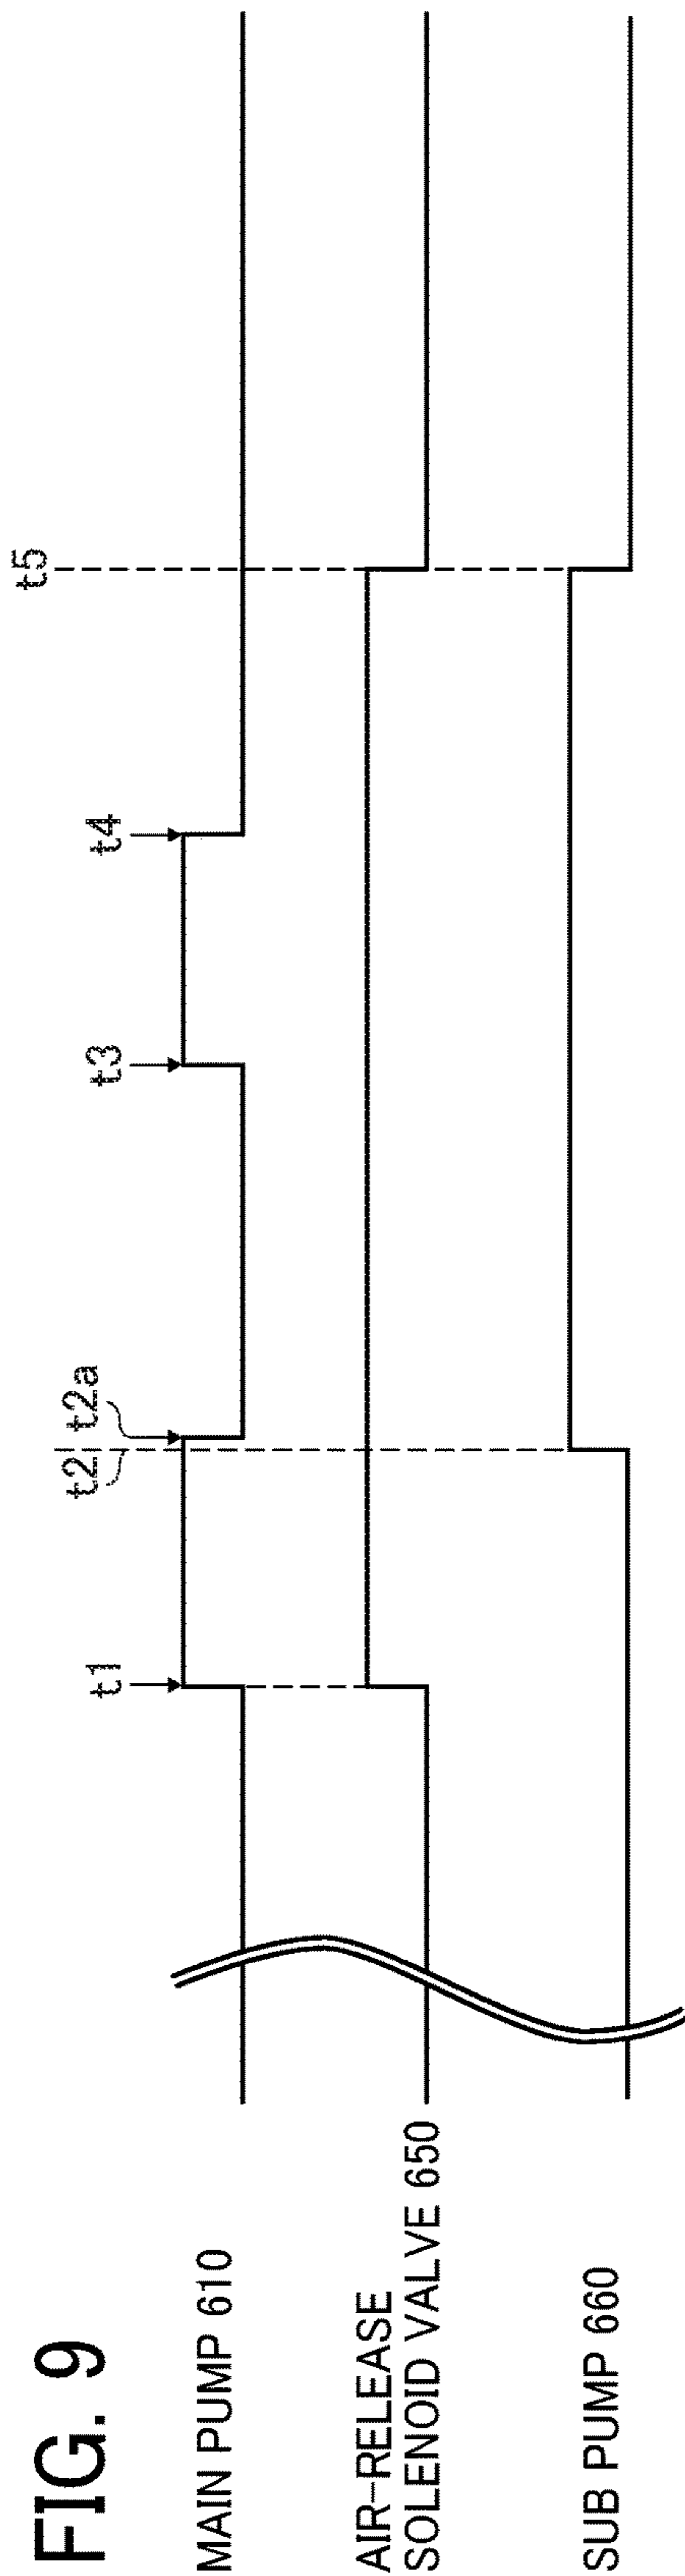 FIG. 9
t1
t2
t2a
t3
t4
t5
MAIN PUMP 610
AIR-RELEASE
SOLENOID VALVE 650
SUB PUMP 660